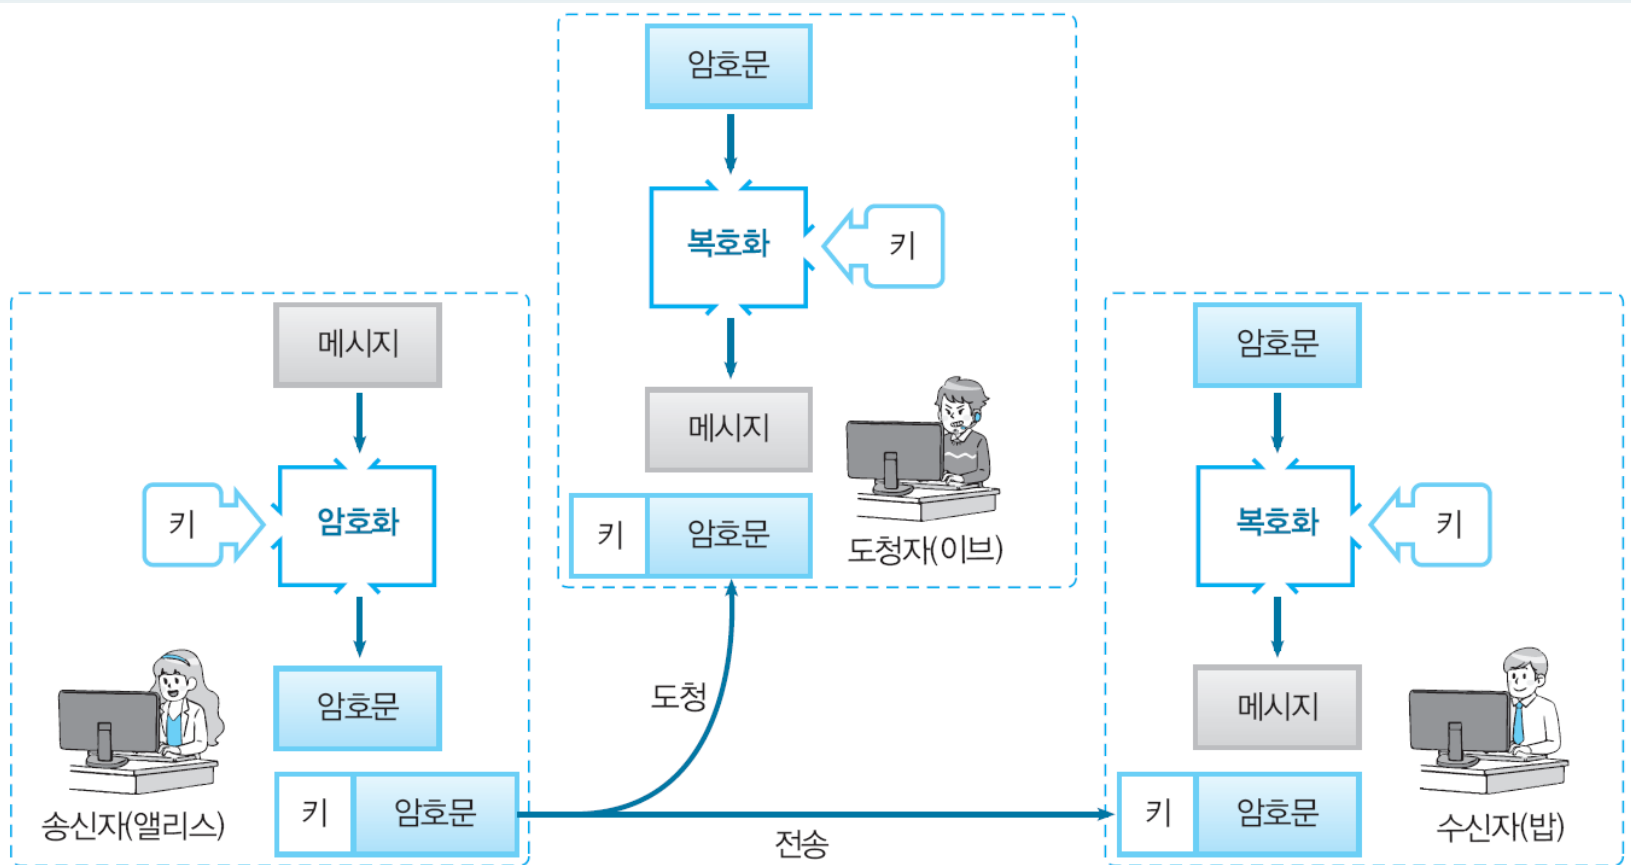 암호문
복호화
키
메시지
키
암호문
도청자(이브)
메시지
키
암호화
암호문
키
암호문
송신자(앨리스)
도청
전송
암호문
복호화
키
메시지
키
암호문
수신자(밥)